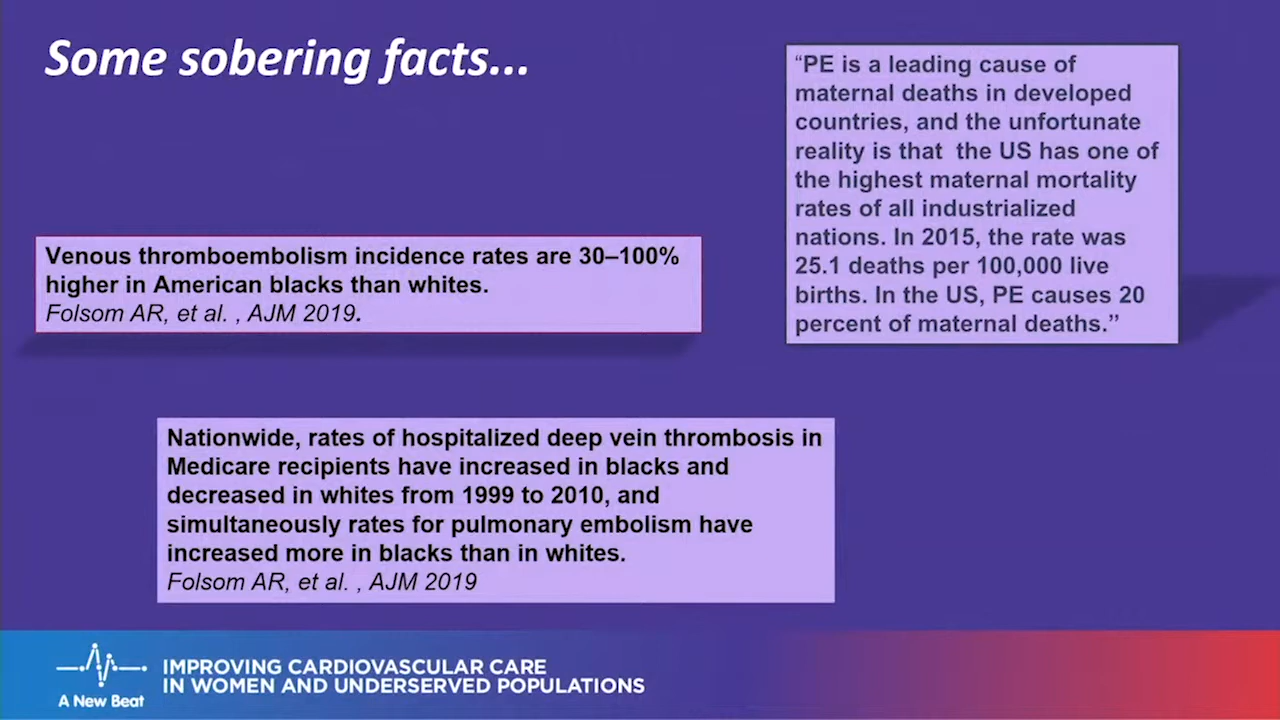 Some sobering facts...
“PE is a leading cause of
maternal deaths in developed
countries, and the unfortunate
reality is that  the US has one of
the highest maternal mortality
rates of all industrialized
nations. In 2015, the rate was
25.1 deaths per 100,000 live
births. In the US, PE causes 20
percent of maternal deaths.”
Venous thromboembolism incidence rates are 30–100%
higher in American blacks than whites.
Folsom AR, et al. , AJM 2019.
Nationwide, rates of hospitalized deep vein thrombosis in
Medicare recipients have increased in blacks and
decreased in whites from 1999 to 2010, and
simultaneously rates for pulmonary embolism have
increased more in blacks than in whites.
Folsom AR, et al. , AJM 2019
A New Beat
IMPROVING CARDIOVASCULAR CARE
IN WOMEN AND UNDERSERVED POPULATIONS